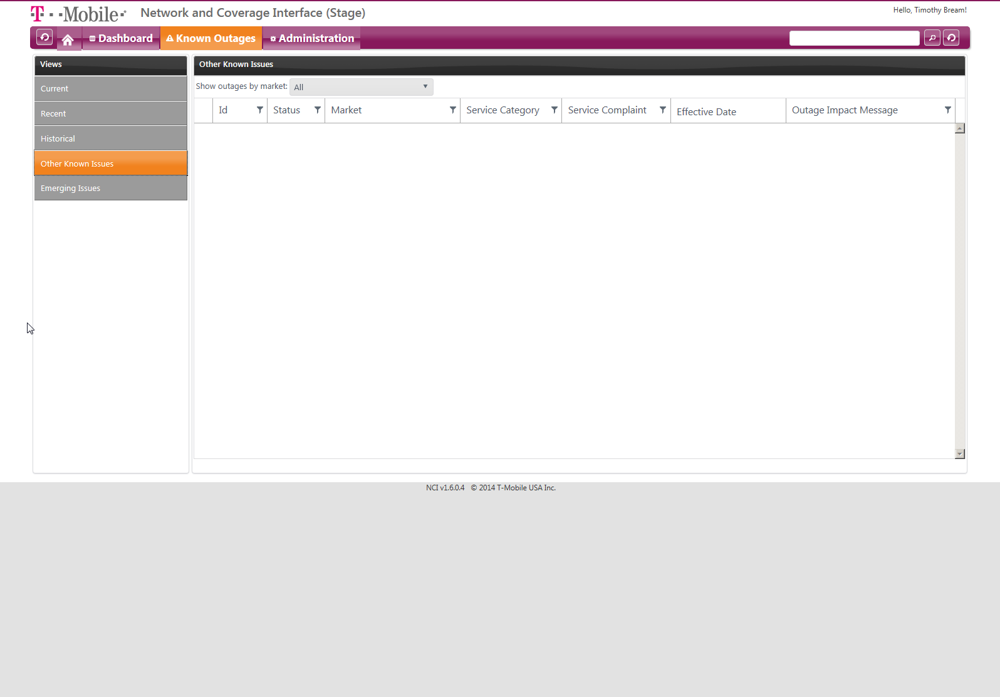 T··Mobile·
Network and Coverage Interface (Stage)
Hello, Timothy Bream!
Dashboard
Known Outages
Administration
Views
Current
Recent
Historical
Other Known Issues
Emerging Issues
Other Known Issues
Show outages by market: All
Id Status Market Service Category Service Complaint Effective Date Outage Impact Message
NCI v1.6.0.4 © 2014 T-Mobile USA Inc.